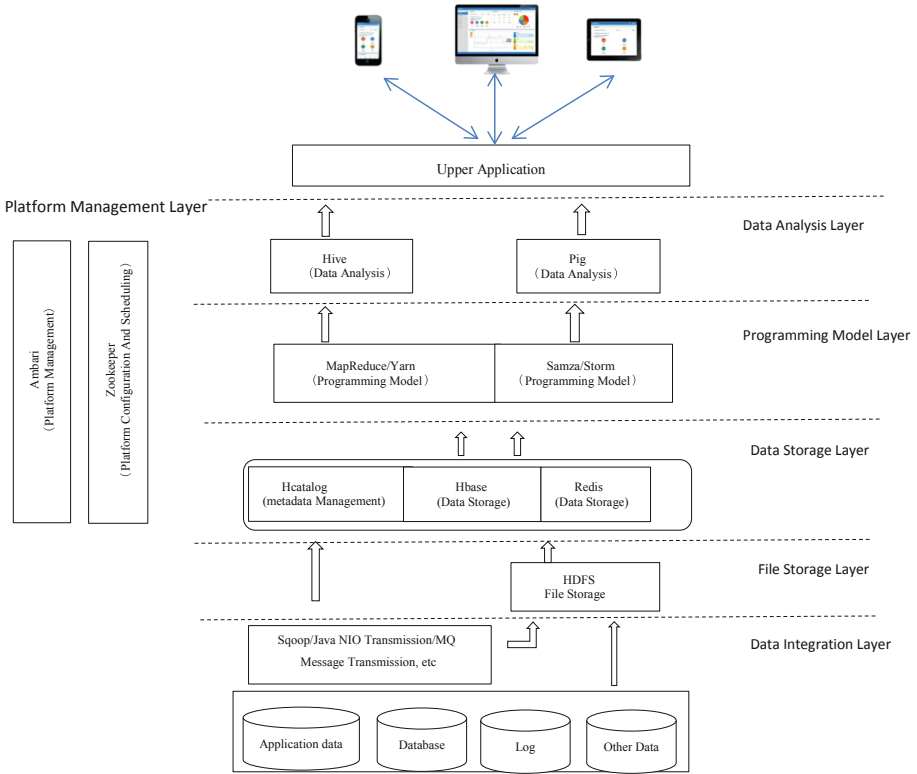 Upper Application
Platform Management Layer
Data Analysis Layer
Hive
（Data Analysis）
Pig
（Data Analysis）
Programming Model Layer
MapReduce/Yarn
（Programming Model）
Samza/Storm
（Programming Model）
Ambari
（Platform Management）
Zookeeper
（Platform Configuration And Scheduling）
Data Storage Layer
Hcatalog
(metadata Management)
Hbase
(Data Storage)
Redis
(Data Storage)
File Storage Layer
HDFS
File Storage
Data Integration Layer
Sqoop/Java NIO Transmission/MQ
Message Transmission, etc
Application data
Database
Log
Other Data